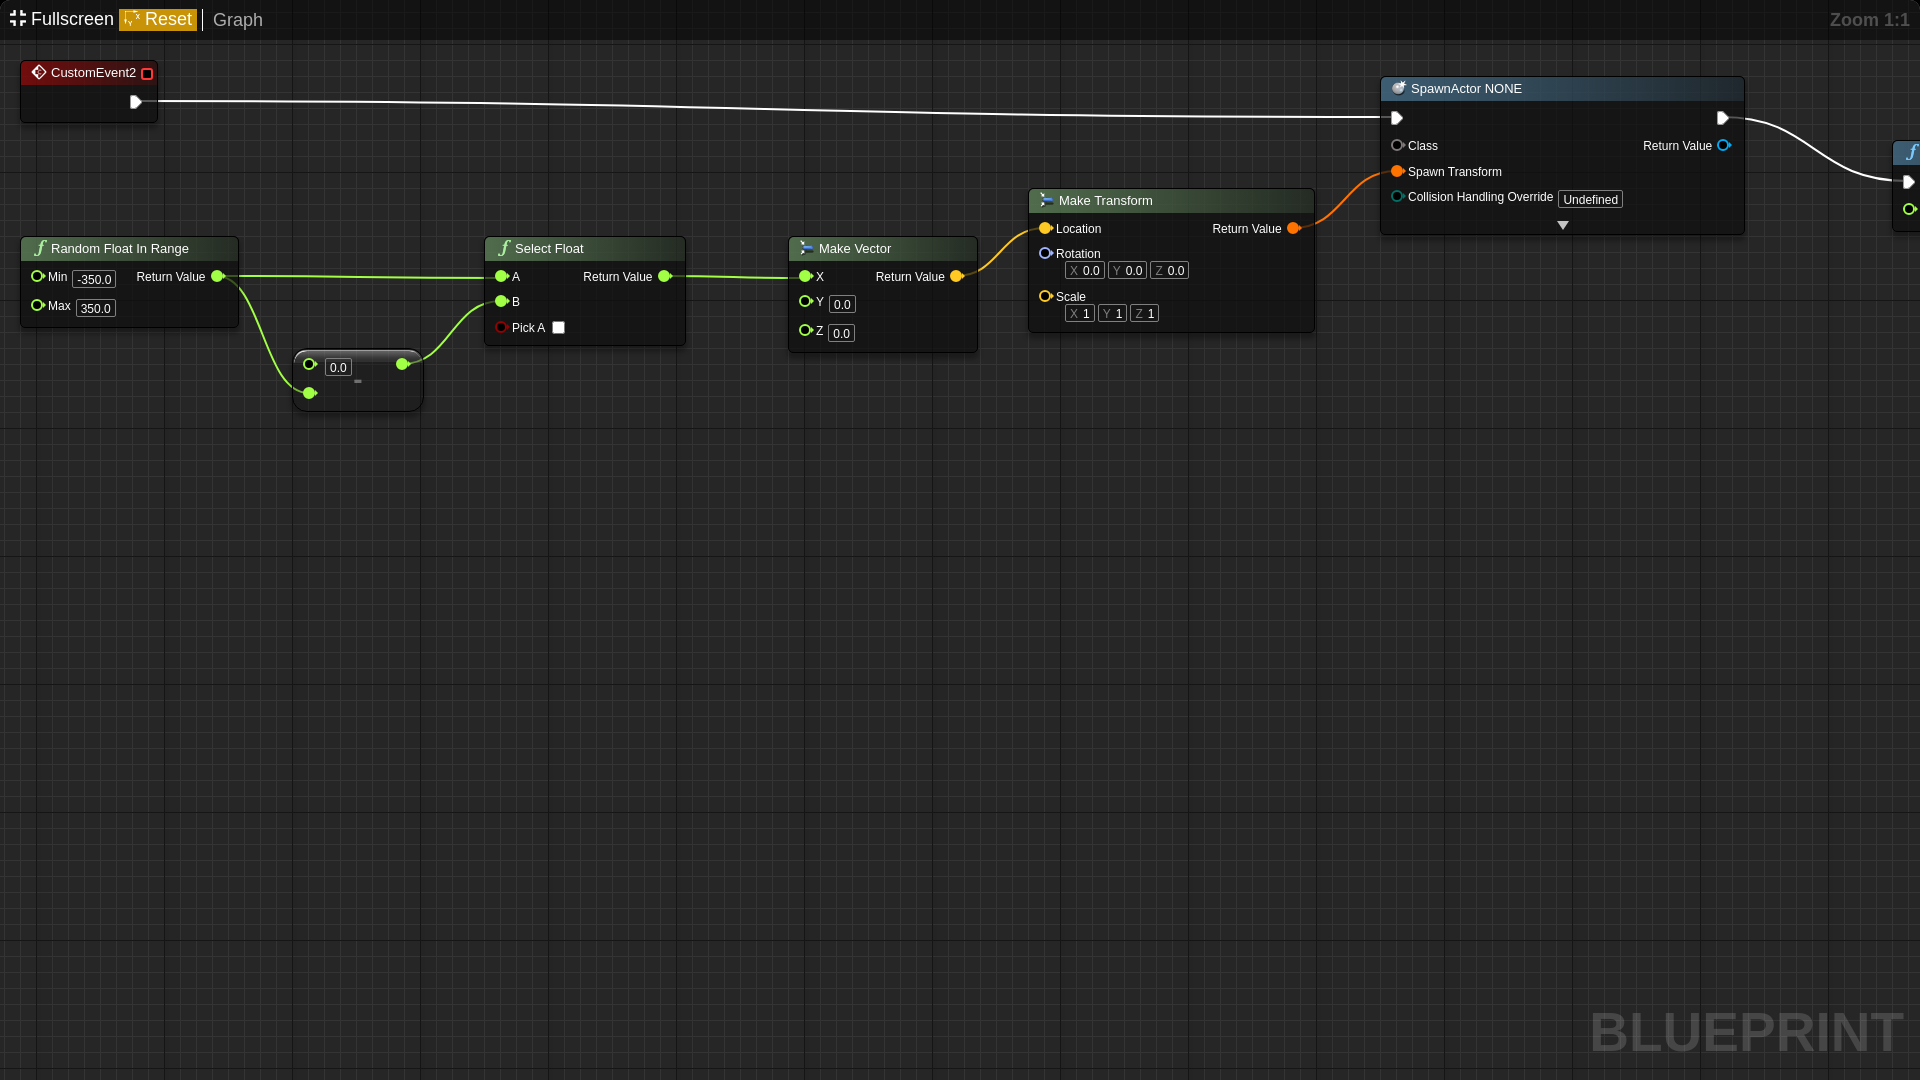 Fullscreen Reset Graph Zoom 1:1
CustomEvent2
SpawnActor NONE
Class Return Value
Spawn Transform
Collision Handling Override Undefined
Make Transform
Location Return Value
Rotation
X 0.0 Y 0.0 Z 0.0
Scale
X 1 Y 1 Z 1
Random Float In Range
Min -350.0 Return Value
Max 350.0
Select Float
A Return Value
B
Pick A
Make Vector
X Return Value
Y 0.0
Z 0.0
0.0
-
f
BLUEPRINT